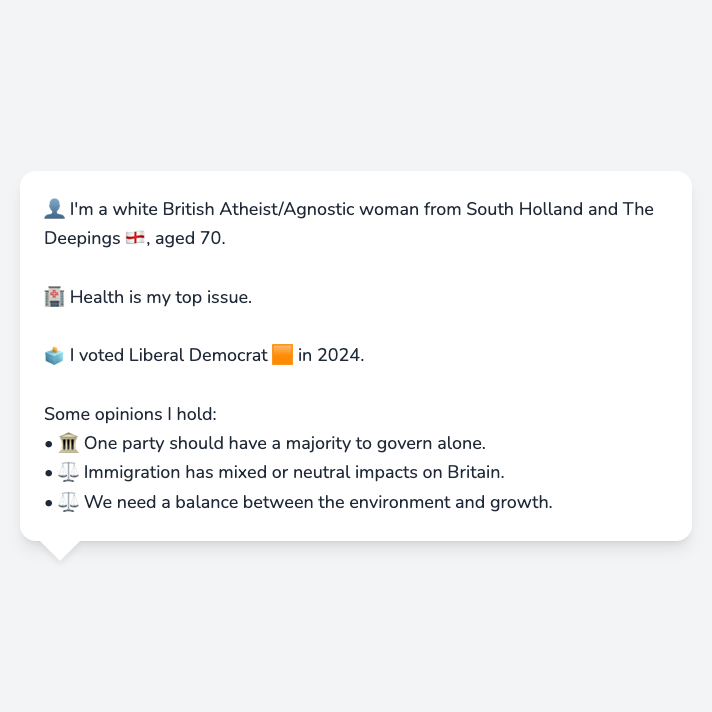 👤 I'm a white British Atheist/Agnostic woman from South Holland and The
Deepings 🏴󠁧󠁢󠁥󠁮󠁧󠁿, aged 70.
🏥 Health is my top issue.
🗳️ I voted Liberal Democrat 🟧 in 2024.
Some opinions I hold:
• 🏛️ One party should have a majority to govern alone.
• ⚖️ Immigration has mixed or neutral impacts on Britain.
• ⚖️ We need a balance between the environment and growth.